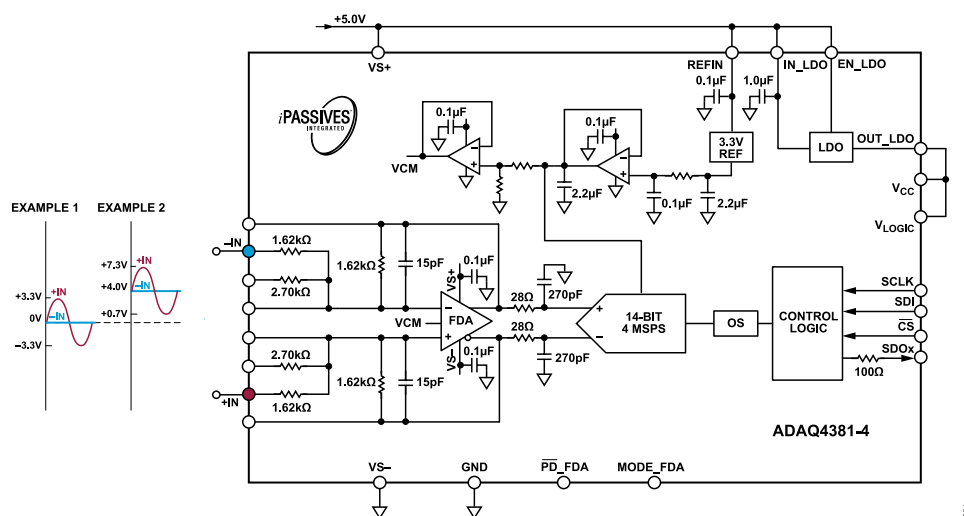 +5.0V
VS+
REFIN
IN_LDO
EN_LDO
0.1µF
1.0µF
iPASSIVES™
INTEGRATED
0.1µF
0.1µF
3.3V
REF
LDO
OUT_LDO
VCM
2.2µF
0.1µF
2.2µF
VCC
VLOGIC
EXAMPLE 1
EXAMPLE 2
+7.3V
+IN
+4.0V
–IN
+0.7V
+3.3V
+IN
0V
–IN
–3.3V
–IN
1.62kΩ
2.70kΩ
1.62kΩ
15pF
VS+
0.1µF
270pF
28Ω
–
+
VCM
FDA
28Ω
+
–
14-BIT
4 MSPS
OS
CONTROL
LOGIC
SCLK
SDI
CS
SDOx
100Ω
VS–
0.1µF
270pF
2.70kΩ
1.62kΩ
15pF
+IN
1.62kΩ
ADAQ4381-4
VS–
GND
PD_FDA
MODE_FDA